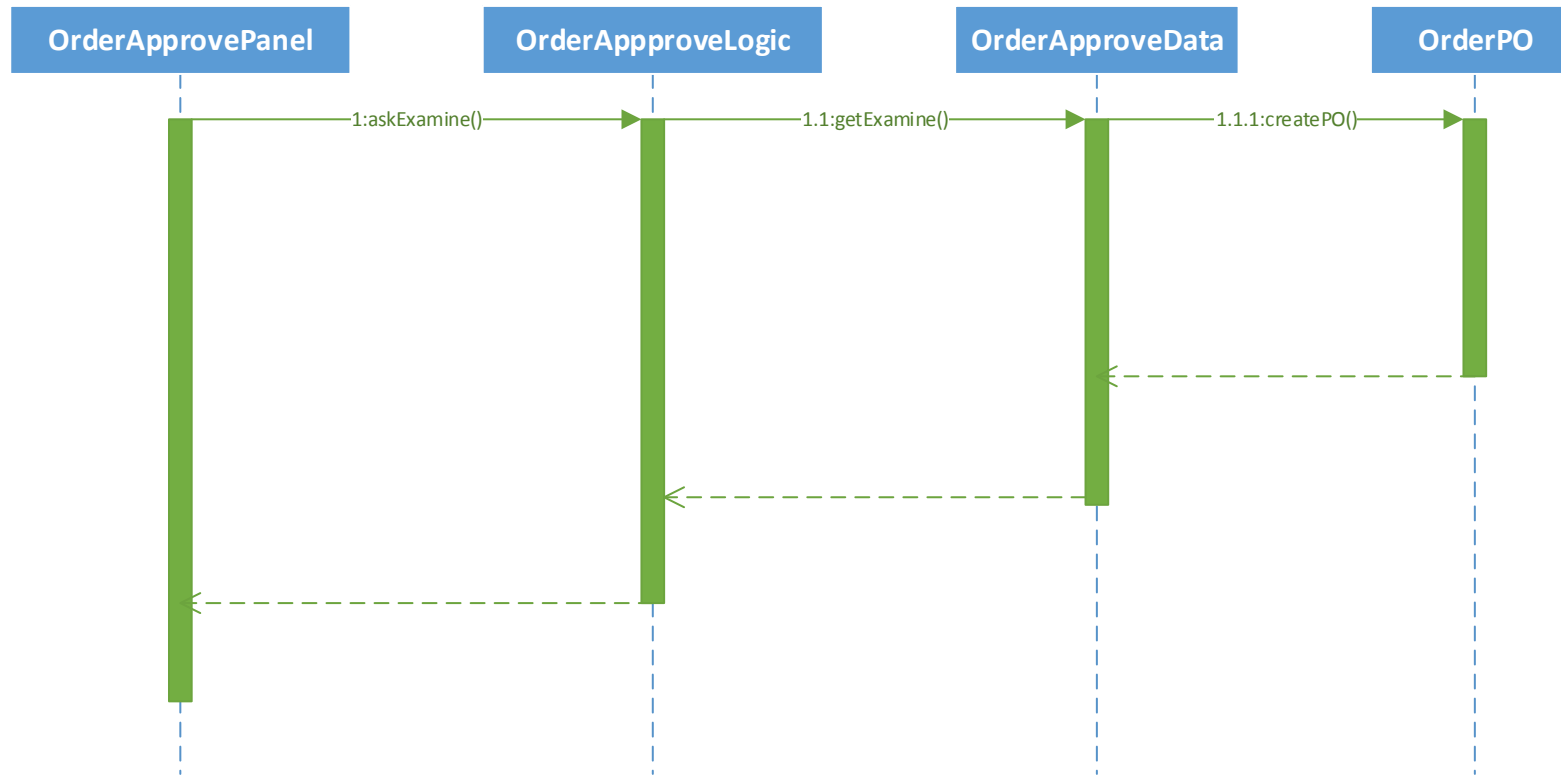 OrderApprovePanel
OrderAppproveLogic
OrderApproveData
OrderPO
1:askExamine()
1.1:getExamine()
1.1.1:createPO()